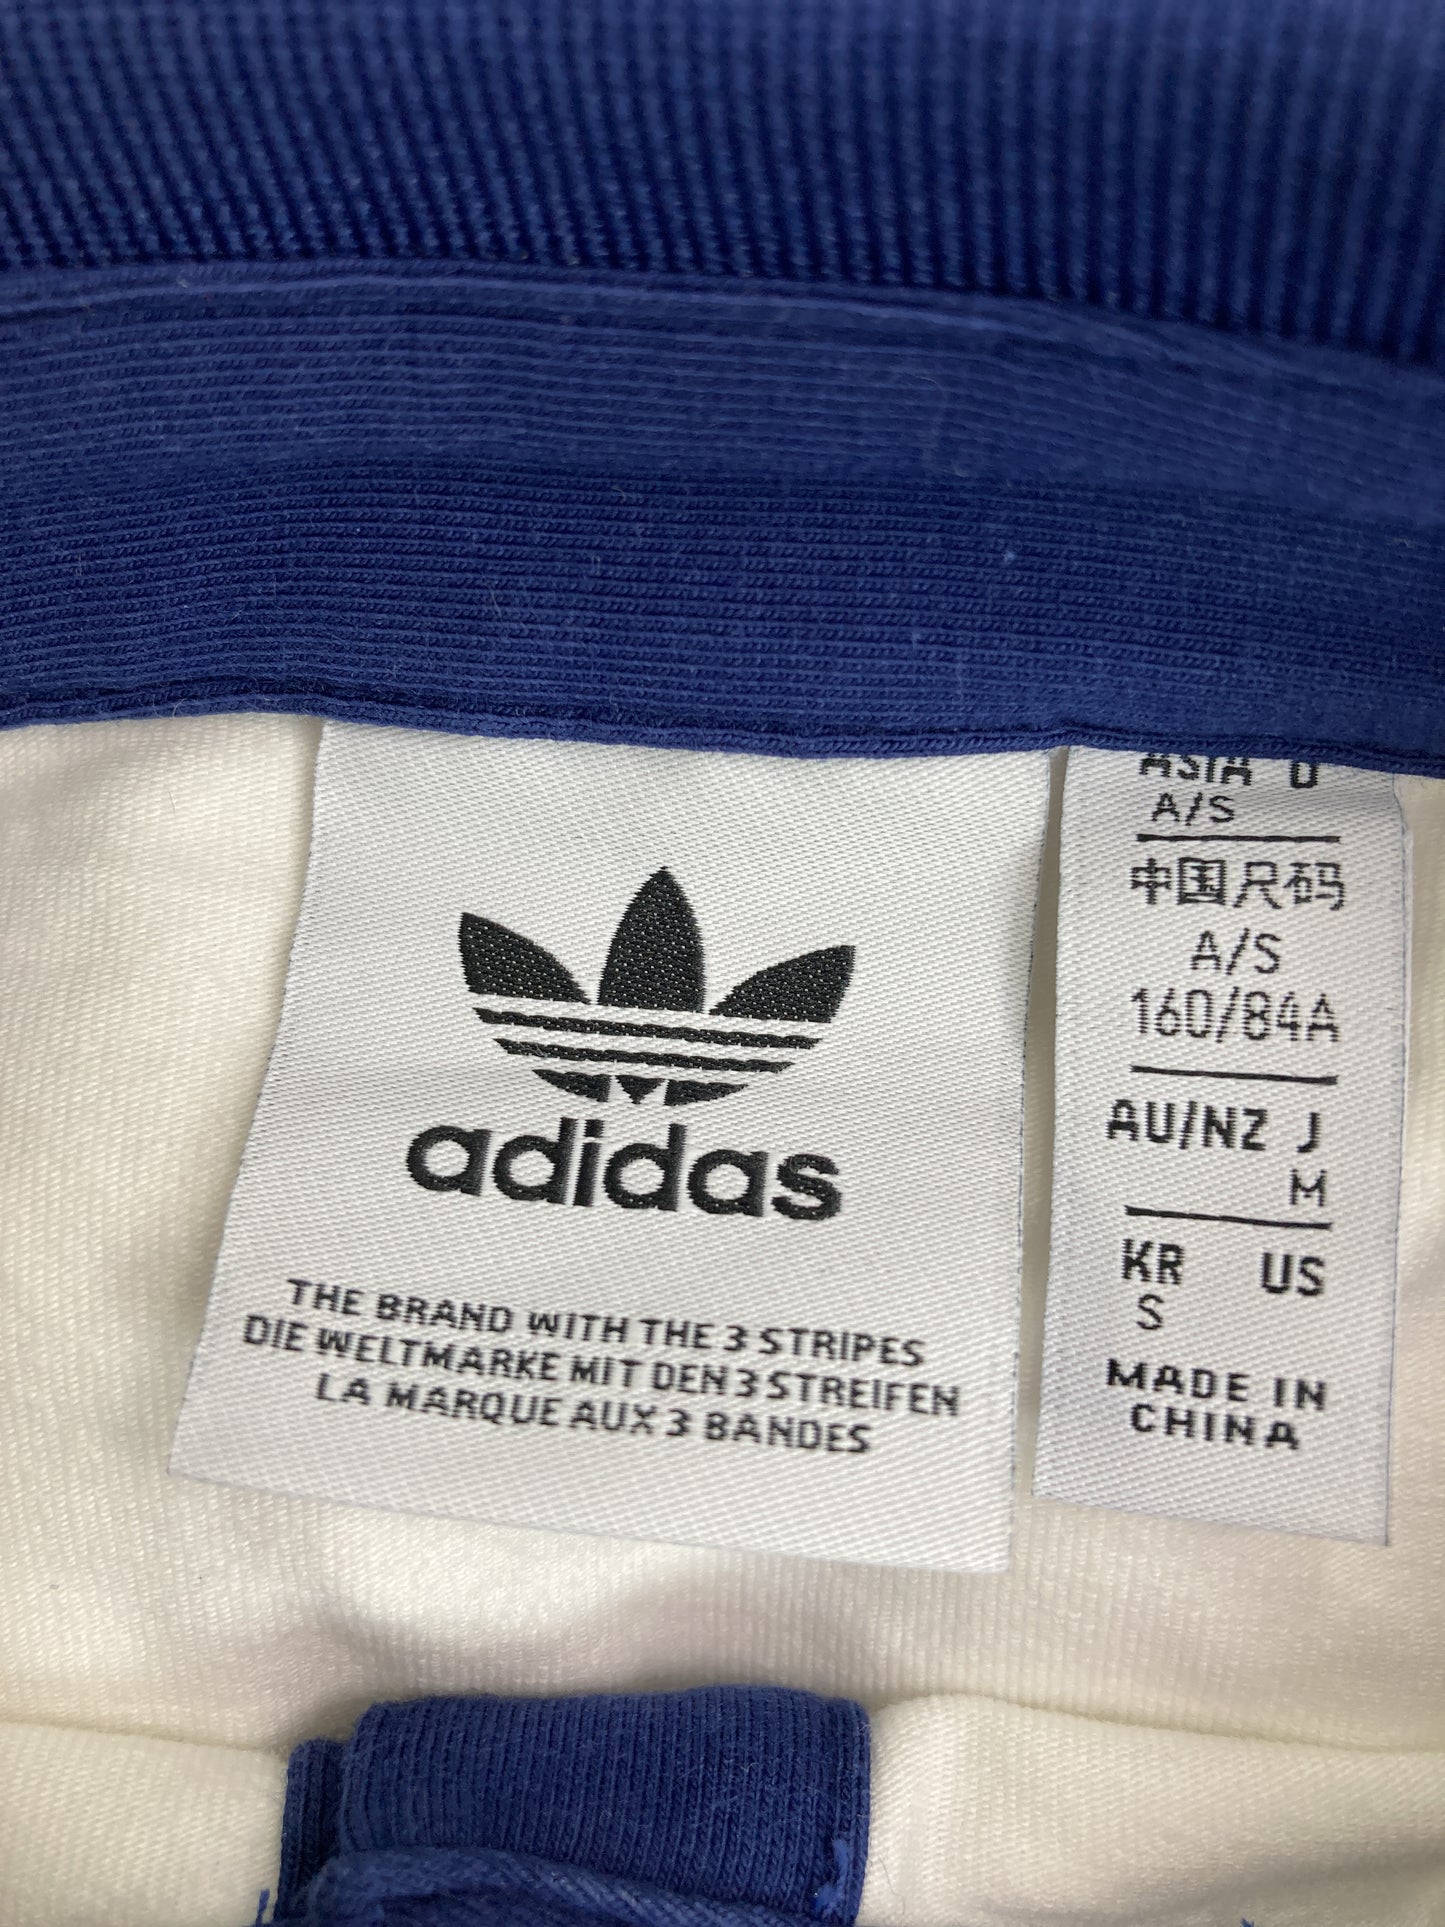 adidas
THE BRAND WITH THE 3 STRIPES
DIE WELTMARKE MIT DEN 3 STREIFEN
LA MARQUE AUX 3 BANDES
ASIA
A/S
中国尺码
A/S
160/84A
AU/NZ J
M
KR US
S
MADE IN
CHINA